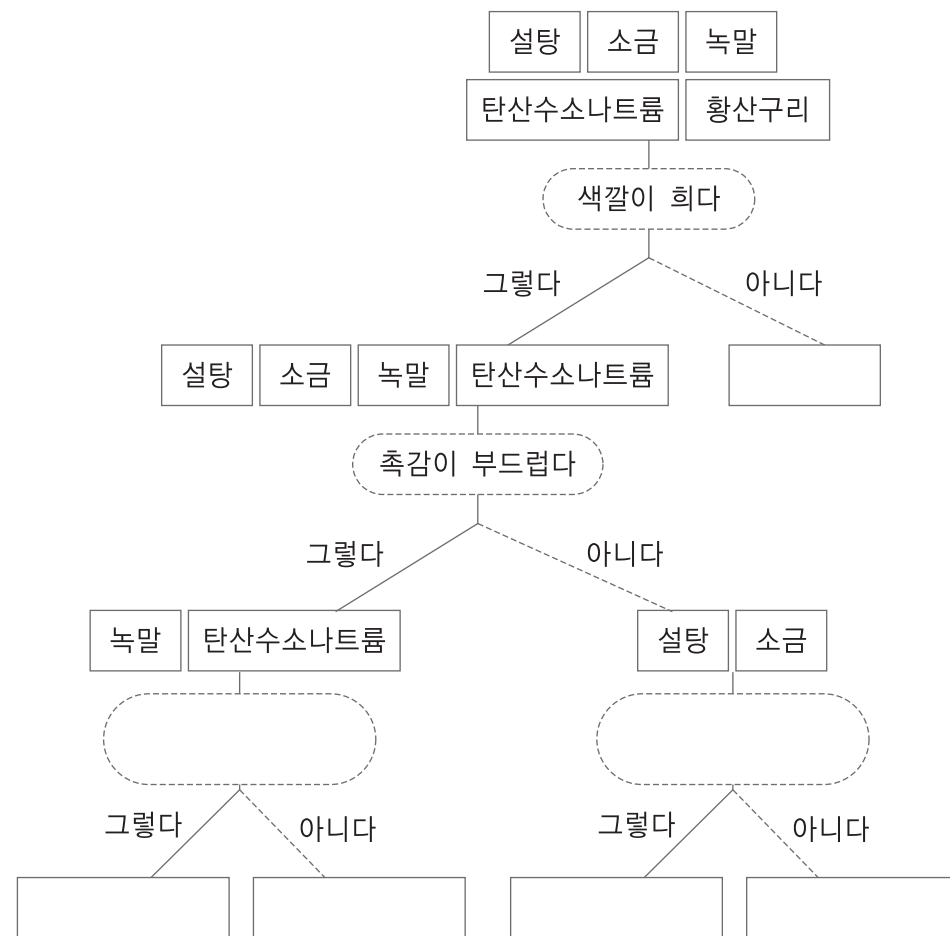 설탕 소금 녹말
탄산수소나트륨 황산구리
색깔이 희다
그렇다 아니다
설탕 소금 녹말 탄산수소나트륨
촉감이 부드럽다
그렇다 아니다
녹말 탄산수소나트륨 설탕 소금
그렇다 아니다 그렇다 아니다